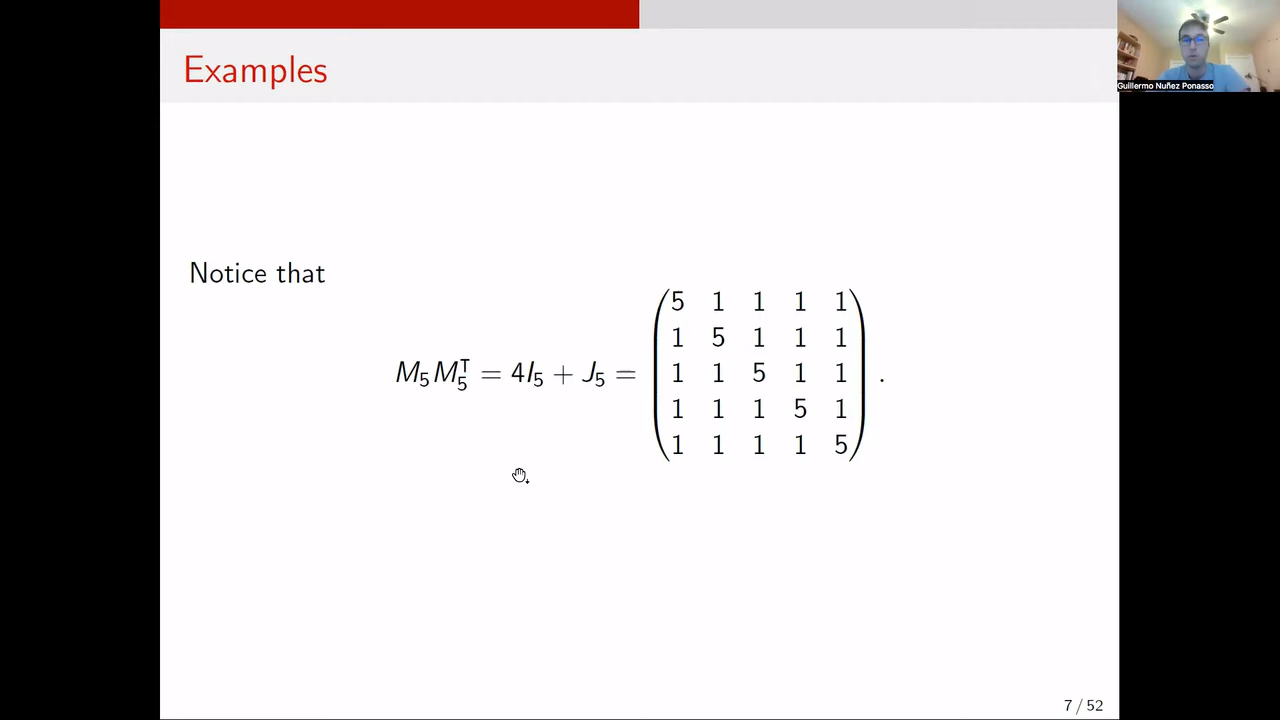 Examples
Guillermo Nuñez Ponasso
Notice that
M₅M₅ᵀ = 4I₅ + J₅ =
5 1 1 1 1
1 5 1 1 1
1 1 5 1 1
1 1 1 5 1
1 1 1 1 5
.
7 / 52